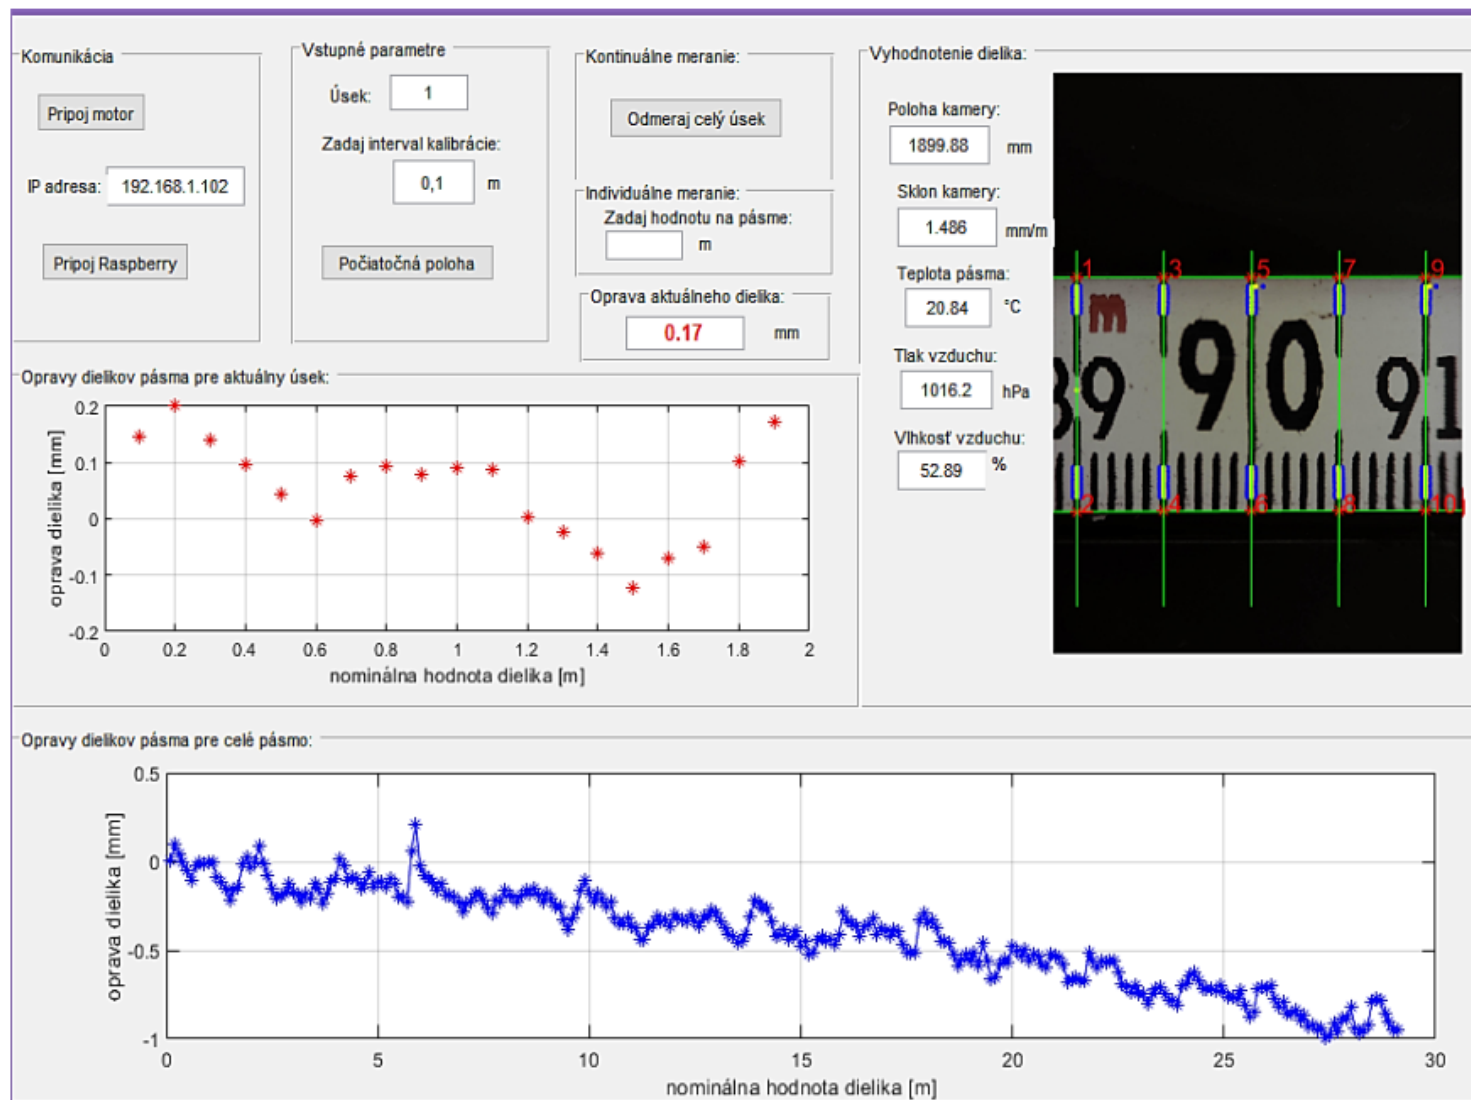 Komunikácia
Pripoj motor
IP adresa: 192.168.1.102
Pripoj Raspberry
Vstupné parametre
Úsek: 1
Zadaj interval kalibrácie:
0,1 m
Počiatočná poloha
Kontinuálne meranie:
Odmeraj celý úsek
Individuálne meranie:
Zadaj hodnotu na pásme:
m
Oprava aktuálneho dielika:
0.17 mm
Vyhodnotenie dielika:
Poloha kamery:
1899.88 mm
Sklon kamery:
1.486 mm/m
Teplota pásma:
20.84 °C
Tlak vzduchu:
1016.2 hPa
Vlhkosť vzduchu:
52.89 %
1 3 5 7 9
m
89 90 91
2 4 6 8 10
Opravy dielikov pásma pre aktuálny úsek:
0.2
0.1
0
-0.1
-0.2
oprava dielika [mm]
0 0.2 0.4 0.6 0.8 1 1.2 1.4 1.6 1.8 2
nominálna hodnota dielika [m]
Opravy dielikov pásma pre celé pásmo:
0.5
0
-0.5
-1
oprava dielika [mm]
0 5 10 15 20 25 30
nominálna hodnota dielika [m]